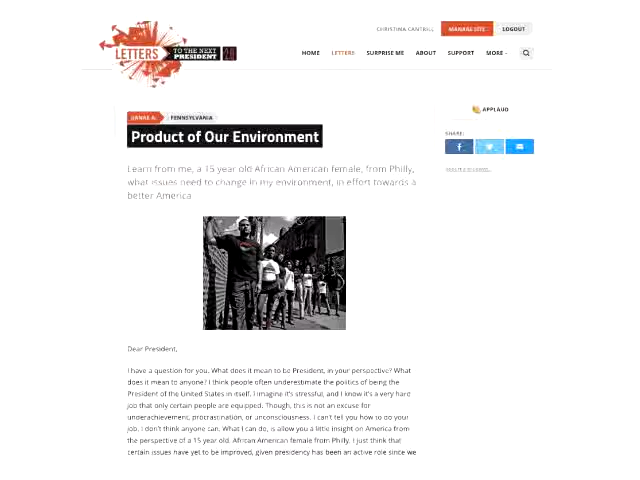 CHRISTINA CANTRILL
MANAGE SITE
LOGOUT
LETTERS
TO THE NEXT
PRESIDENT
HOME
LETTERS
SURPRISE ME
ABOUT
SUPPORT
MORE
PENNSYLVANIA
APPLAUD
Product of Our Environment
SHARE:
Learn from me, a 15 year old African American female, from Philly,
what issues need to change in my environment, in effort towards a
better America
Dear President,
I have a question for you. What does it mean to be President, in your perspective? What
does it mean to anyone? I think people often underestimate the politics of being the
President of the United States in itself. I imagine it's stressful, and I know it's a very hard
job that only certain people are equipped. Though, this is not an excuse for
underachievement, procrastination, or unconsciousness. I can't tell you how to do your
job, I don't think anyone can. What I can do, is allow you a little insight on America from
the perspective of a 15 year old, African American female from Philly. I just think that
certain issues have yet to be improved, given presidency has been an active role since we